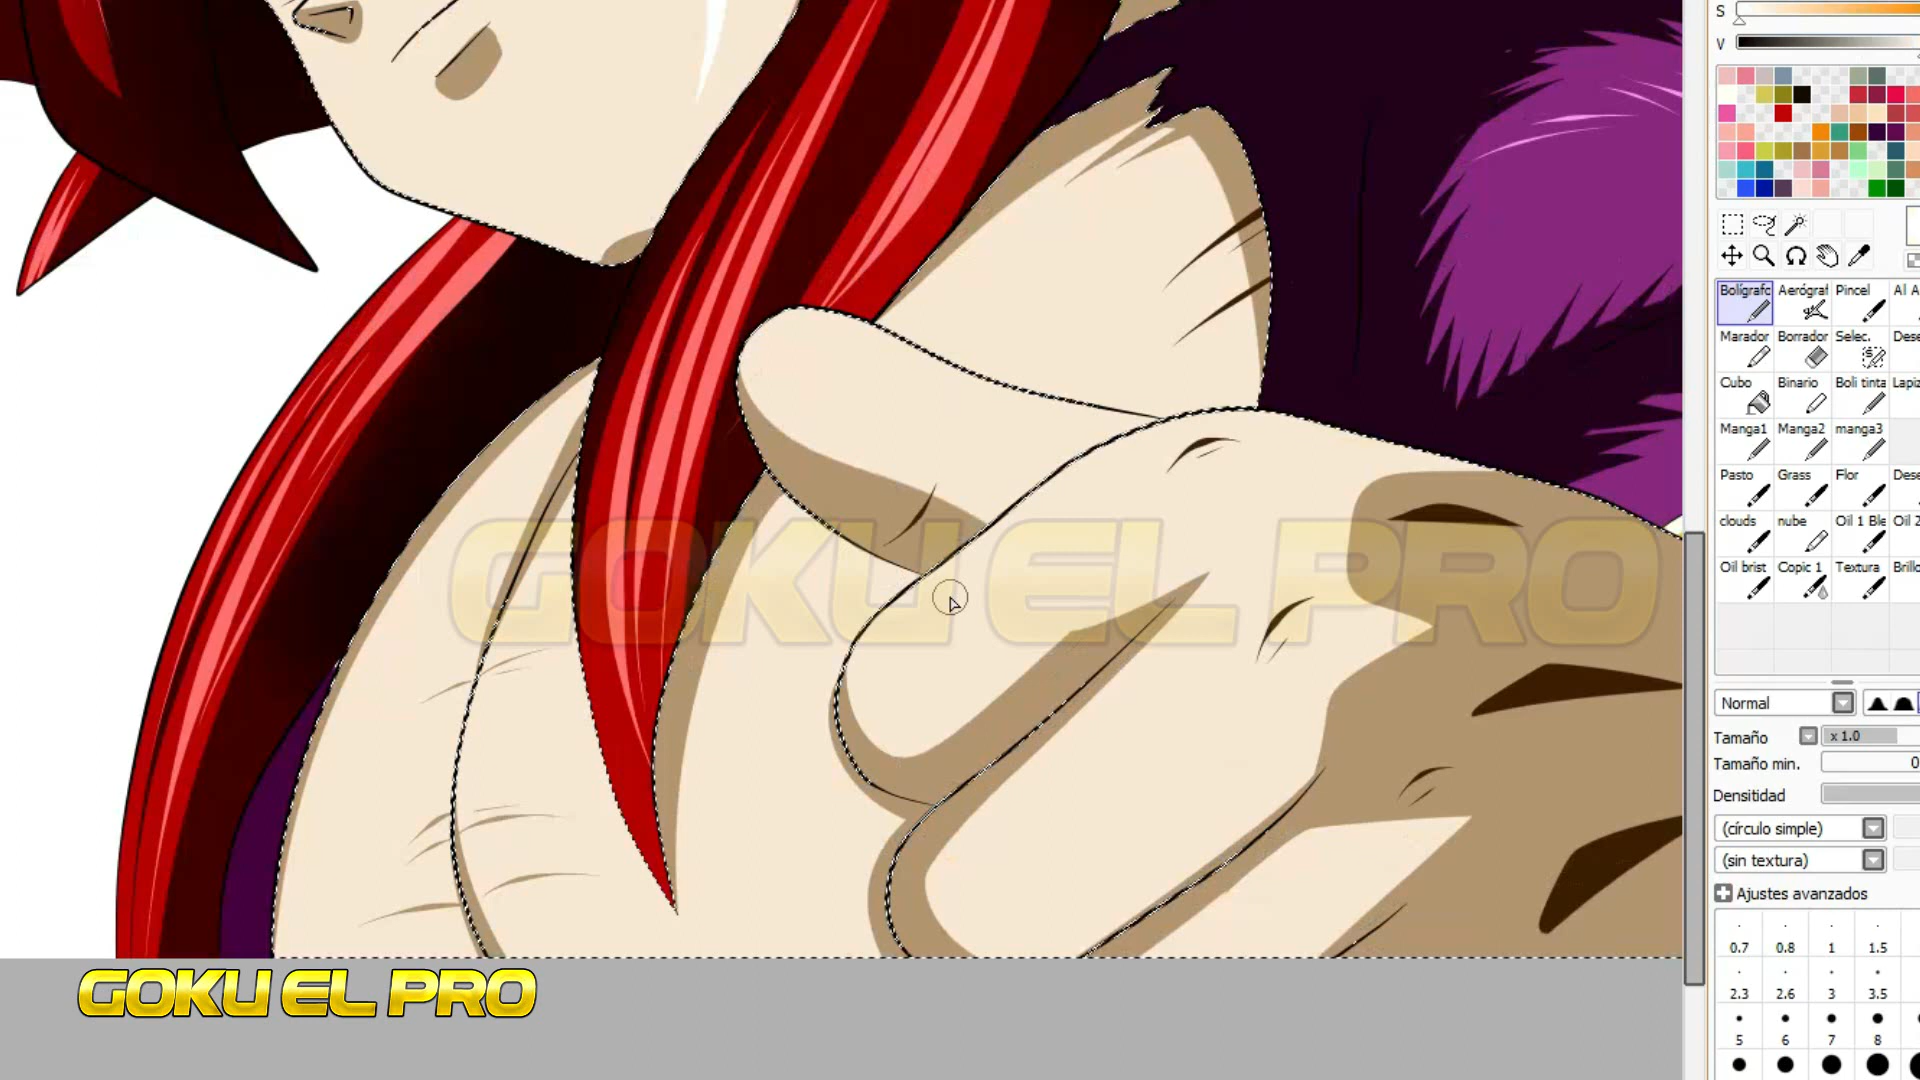 S
V
Bolígrafo Aerógraf Pincel Al A
Marador Borrador Selec. Dese
Cubo Binario Boli tinta Lapiz
Manga1 Manga2 manga3
Pasto Grass Flor Dese
clouds nube Oil 1 Ble Oil 2
Oil brist Copic 1 Textura Brillo
GOKU EL PRO
Normal
Tamaño x 1.0
Tamaño min. 0
Densitidad
(círculo simple)
(sin textura)
Ajustes avanzados
0.7 0.8 1 1.5
2.3 2.6 3 3.5
5 6 7 8
GOKU EL PRO